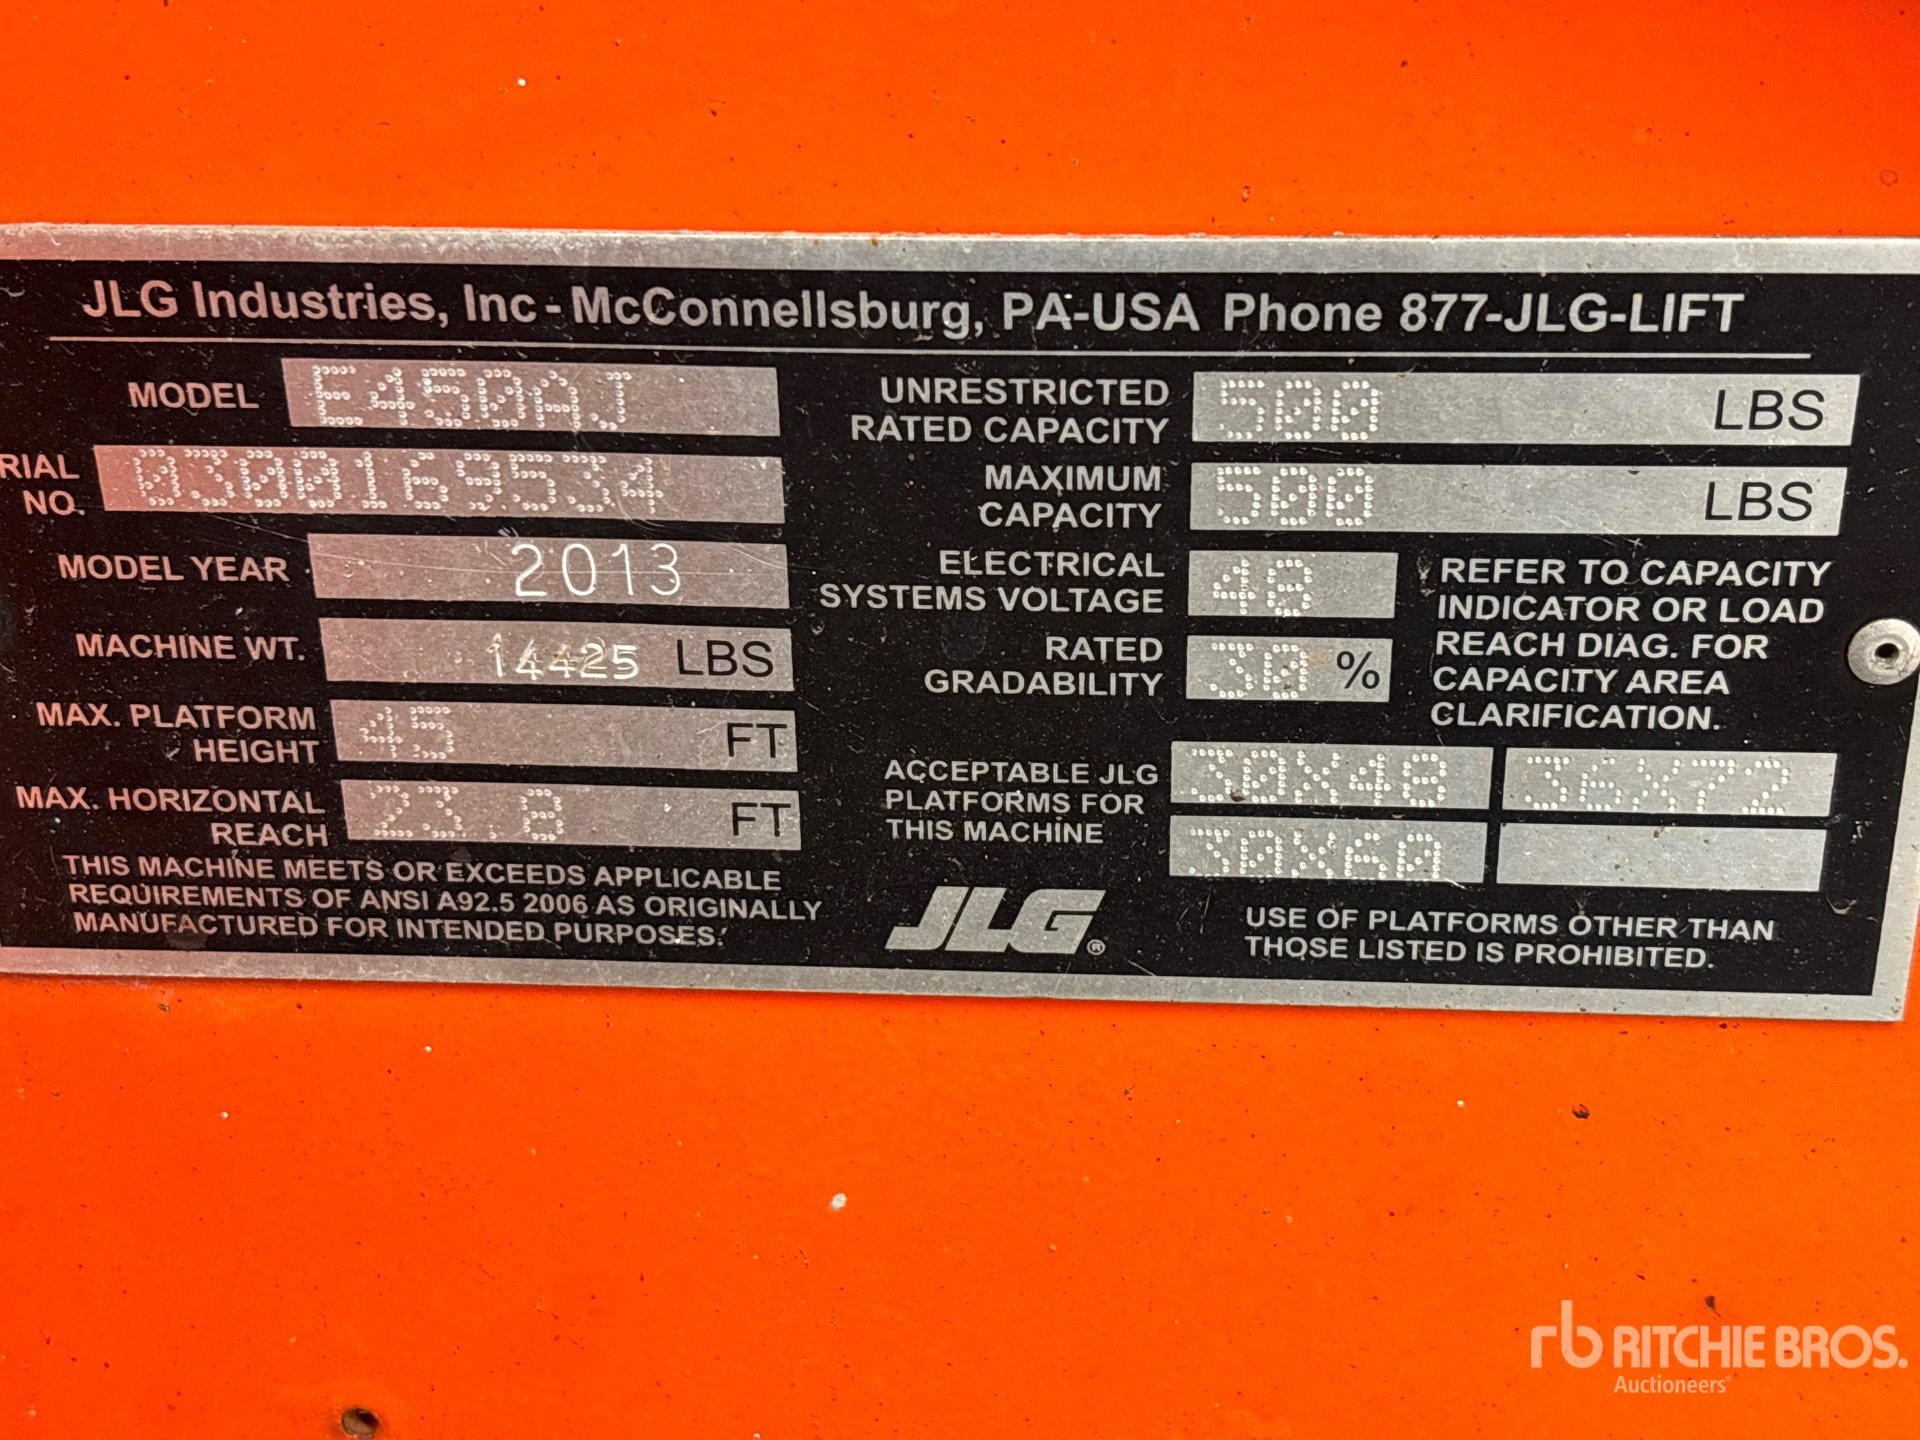 JLG Industries, Inc - McConnellsburg, PA-USA Phone 877-JLG-LIFT
MODEL E450AJ
RIAL NO. 0300169534
MODEL YEAR 2013
MACHINE WT. 14425 LBS
MAX. PLATFORM
HEIGHT 45 FT
MAX. HORIZONTAL
REACH 23.8 FT
THIS MACHINE MEETS OR EXCEEDS APPLICABLE
REQUIREMENTS OF ANSI A92.5 2006 AS ORIGINALLY
MANUFACTURED FOR INTENDED PURPOSES.
UNRESTRICTED
RATED CAPACITY 500 LBS
MAXIMUM
CAPACITY 500 LBS
ELECTRICAL
SYSTEMS VOLTAGE 48
RATED
GRADABILITY 30 %
REFER TO CAPACITY
INDICATOR OR LOAD
REACH DIAG. FOR
CAPACITY AREA
CLARIFICATION.
ACCEPTABLE JLG
PLATFORMS FOR
THIS MACHINE
30X48 36X72
30X60
JLG®
USE OF PLATFORMS OTHER THAN
THOSE LISTED IS PROHIBITED.
rb RITCHIE BROS.
Auctioneers